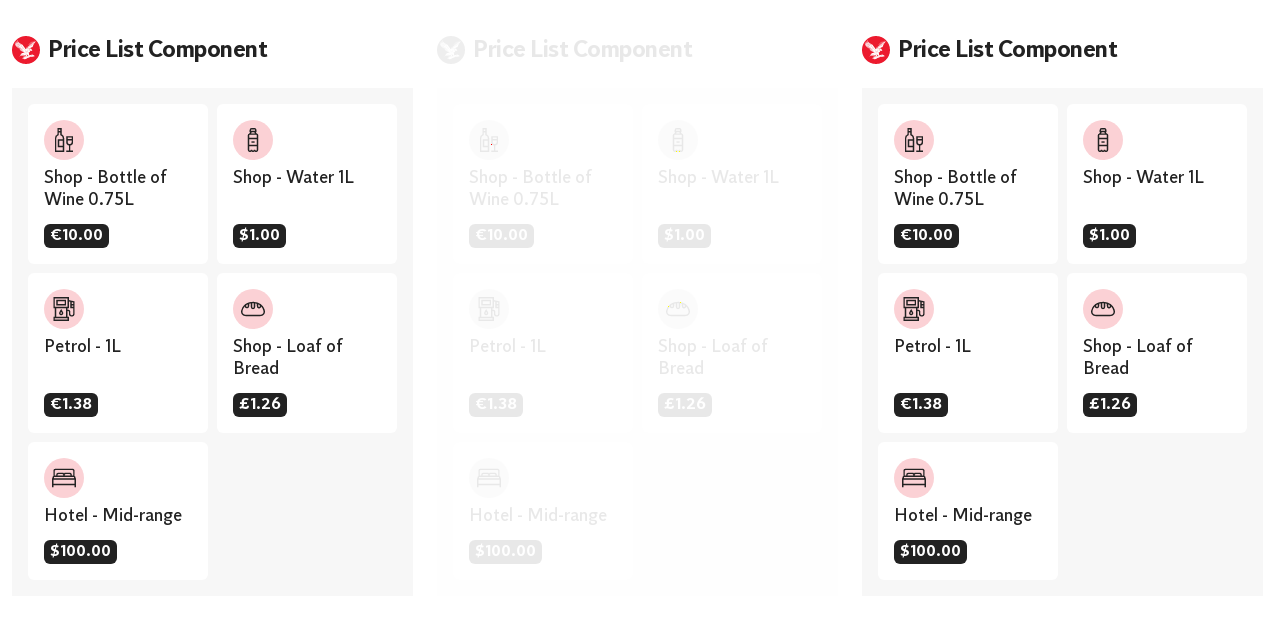 Price List Component
Shop - Bottle of
Wine 0.75L
€10.00
Shop - Water 1L
$1.00
Petrol - 1L
€1.38
Shop - Loaf of
Bread
£1.26
Hotel - Mid-range
$100.00
Price List Component
Shop - Bottle of
Wine 0.75L
€10.00
Shop - Water 1L
$1.00
Petrol - 1L
€1.38
Shop - Loaf of
Bread
£1.26
Hotel - Mid-range
$100.00
Price List Component
Shop - Bottle of
Wine 0.75L
€10.00
Shop - Water 1L
$1.00
Petrol - 1L
€1.38
Shop - Loaf of
Bread
£1.26
Hotel - Mid-range
$100.00